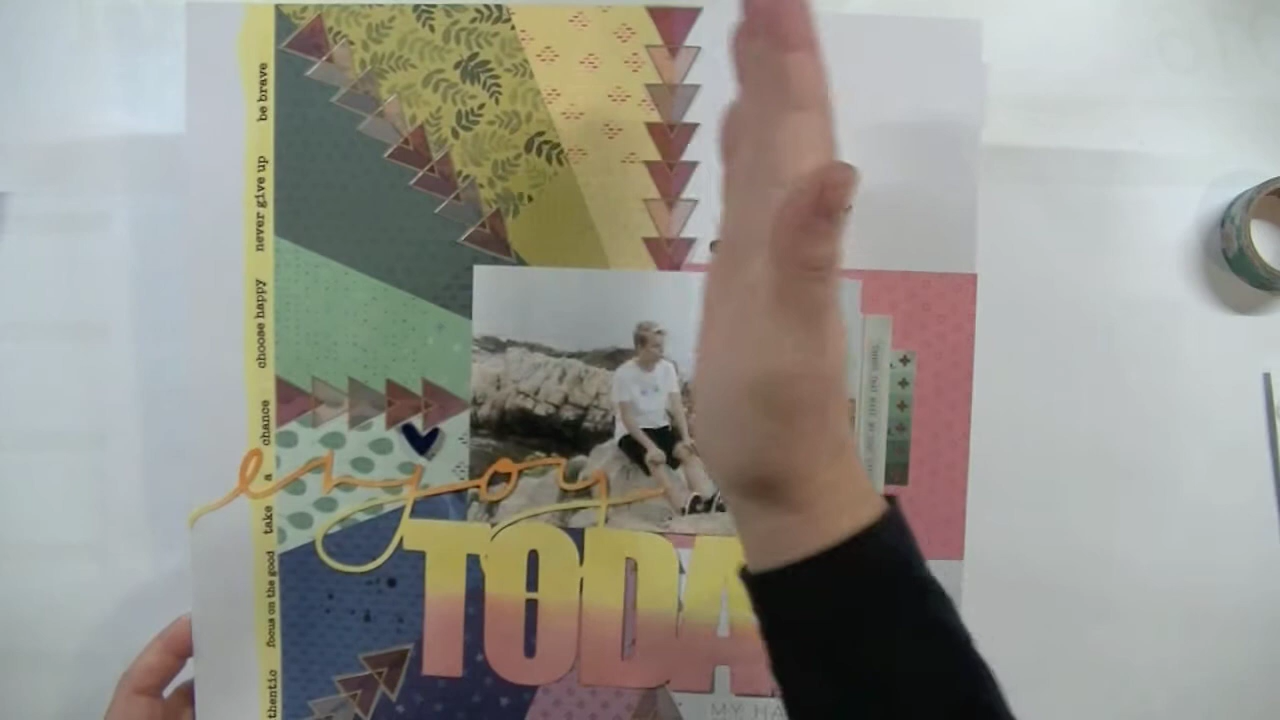 be brave
never give up
choose happy
take a chance
focus on the good
thentic
enjoy
TODA
MY HA